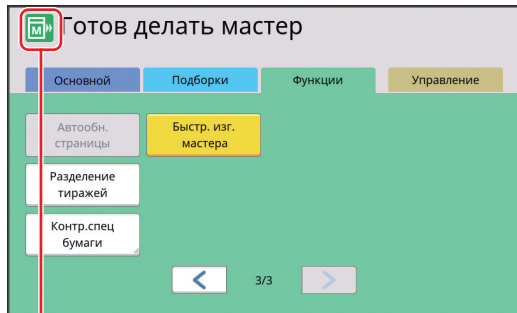 M Готов делать мастер
Основной Подборки Функции Управление
Автообн.
страницы
Быстр. изг.
мастера
Разделение
тиражей
Контр.спец
бумаги
3/3